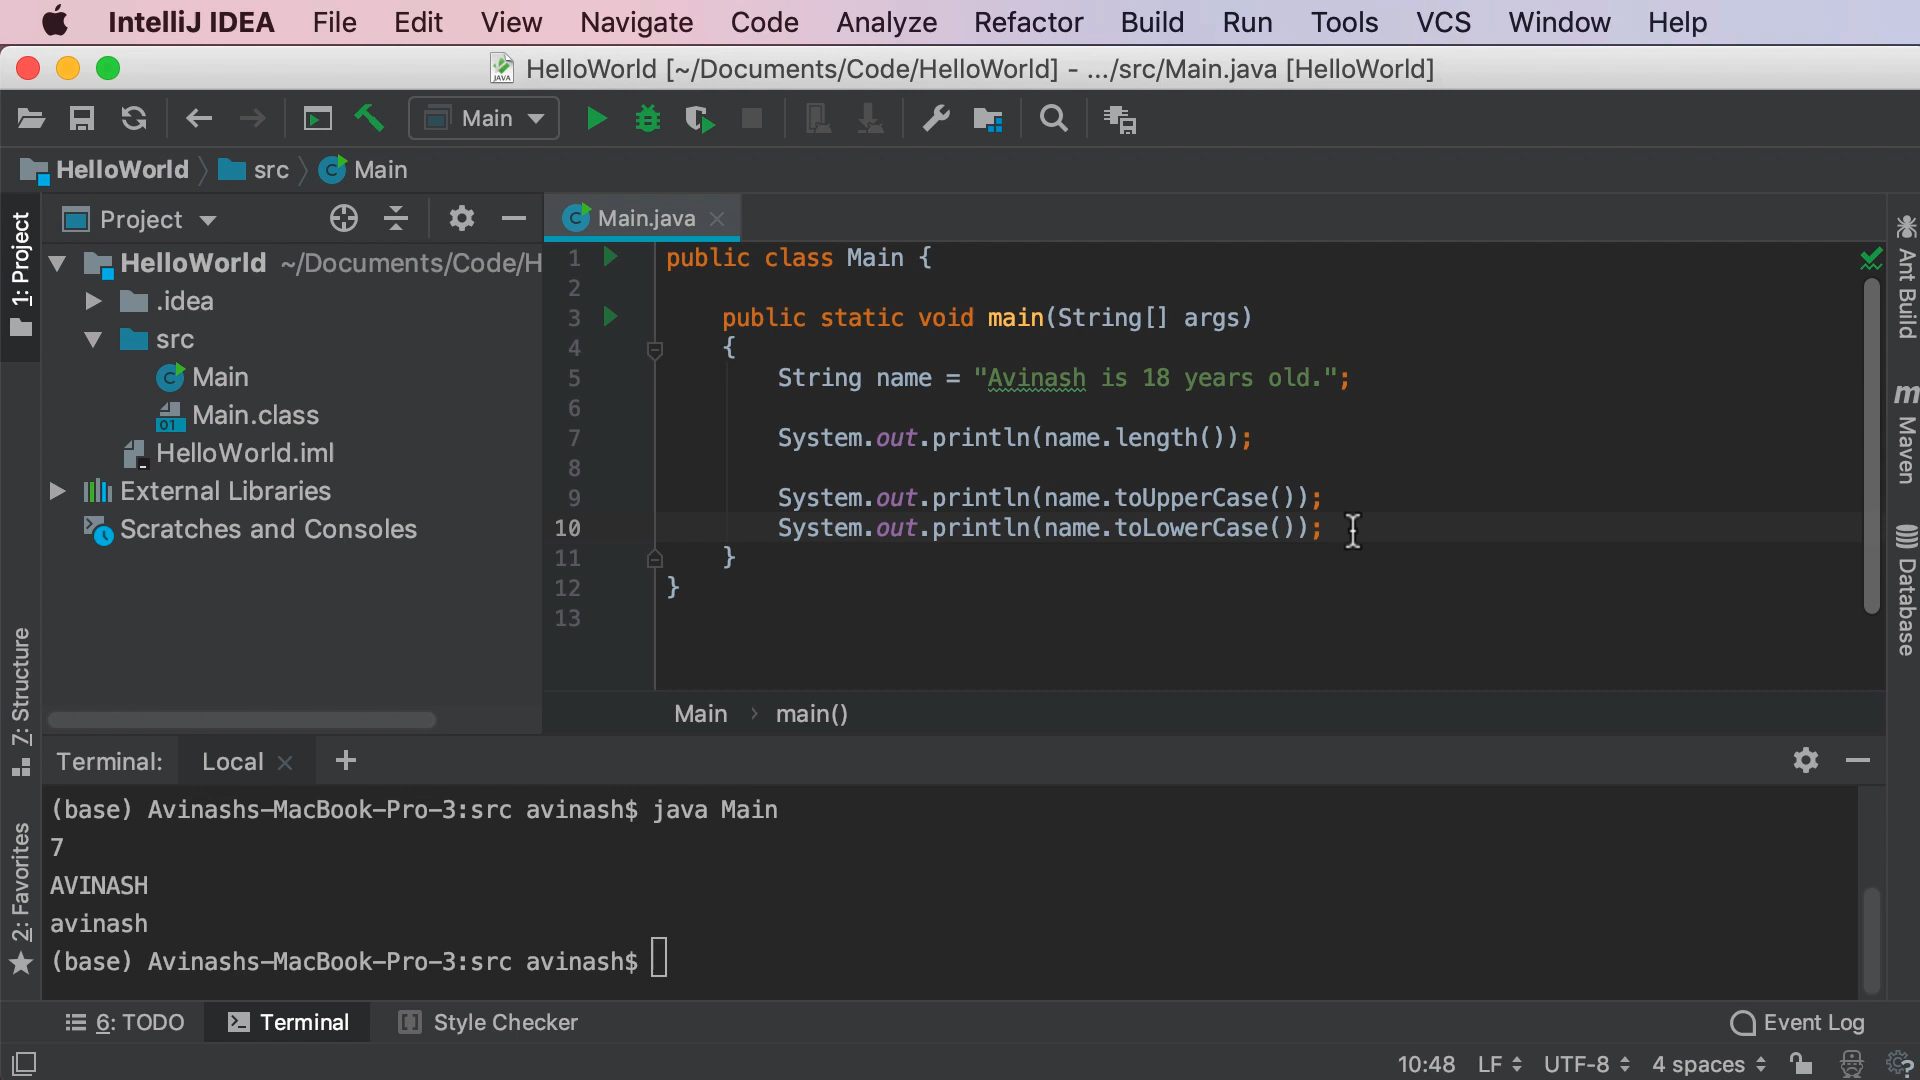 IntelliJ IDEA File Edit View Navigate Code Analyze Refactor Build Run Tools VCS Window Help
HelloWorld [~/Documents/Code/HelloWorld] - .../src/Main.java [HelloWorld]
Main
HelloWorld src Main
1: Project
Project
HelloWorld ~/Documents/Code/H
.idea
src
Main
Main.class
01
HelloWorld.iml
External Libraries
Scratches and Consoles
Main.java
1 public class Main {
2
3 public static void main(String[] args)
4 {
5 String name = "Avinash is 18 years old.";
6
7 System.out.println(name.length());
8
9 System.out.println(name.toUpperCase());
10 System.out.println(name.toLowerCase());
11 }
12 }
13
Main › main()
Ant Build
m Maven
Database
7: Structure
2: Favorites
Terminal: Local +
(base) Avinashs-MacBook-Pro-3:src avinash$ java Main
7
AVINASH
avinash
(base) Avinashs-MacBook-Pro-3:src avinash$
6: TODO Terminal Style Checker Event Log
10:48 LF UTF-8 4 spaces